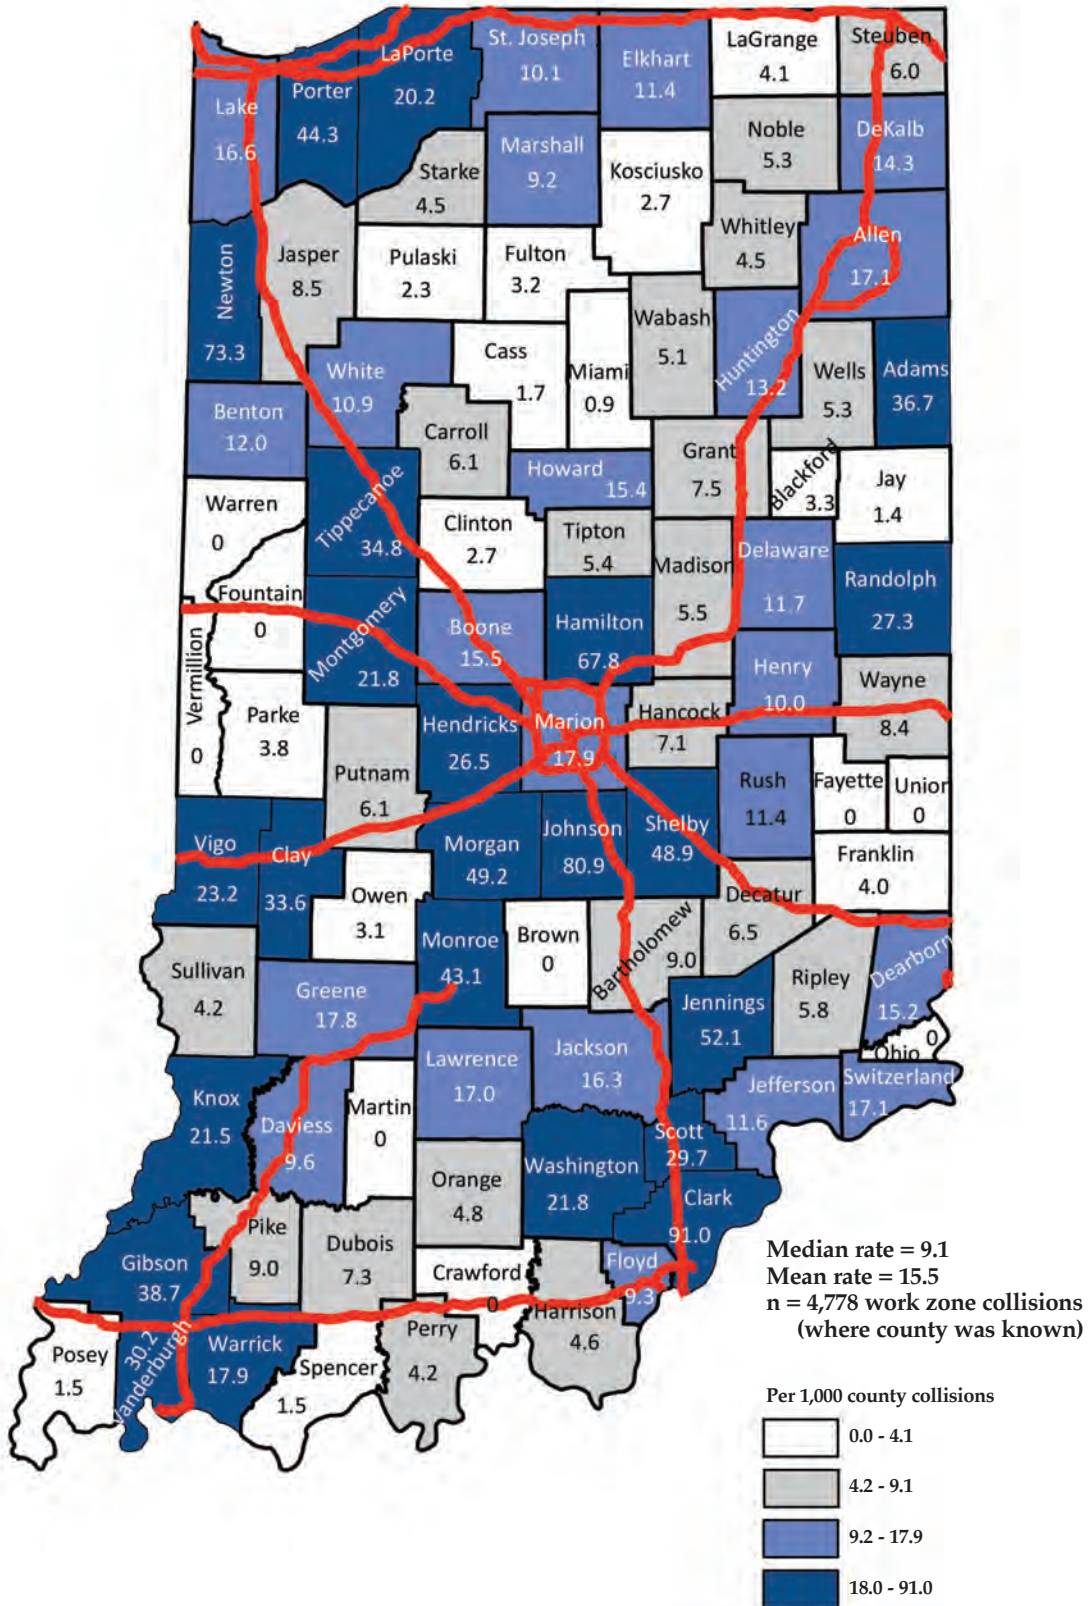 St. Joseph
10.1
LaPorte
20.2
Elkhart
11.4
LaGrange
4.1
Steuben
6.0
Lake
16.6
Porter
44.3
Noble
5.3
DeKalb
14.3
Starke
4.5
Marshall
9.2
Kosciusko
2.7
Whitley
4.5
Allen
17.1
Newton
73.3
Jasper
8.5
Pulaski
2.3
Fulton
3.2
Wabash
5.1
Huntington
13.2
Wells
5.3
Adams
36.7
White
10.9
Cass
1.7
Miami
0.9
Benton
12.0
Carroll
6.1
Howard
15.4
Grant
7.5
Blackford
3.3
Jay
1.4
Warren
0
Tippecanoe
34.8
Clinton
2.7
Tipton
5.4
Madison
5.5
Delaware
11.7
Randolph
27.3
Fountain
0
Montgomery
21.8
Boone
15.5
Hamilton
67.8
Henry
10.0
Wayne
8.4
Vermillion
0
Parke
3.8
Putnam
6.1
Hendricks
26.5
Marion
17.9
Hancock
7.1
Rush
11.4
Fayette
0
Union
0
Vigo
23.2
Clay
33.6
Morgan
49.2
Johnson
80.9
Shelby
48.9
Franklin
4.0
Owen
3.1
Decatur
6.5
Sullivan
4.2
Greene
17.8
Monroe
43.1
Brown
0
Bartholomew
9.0
Jennings
52.1
Ripley
5.8
Dearborn
15.2
Ohio
0
Knox
21.5
Daviess
9.6
Martin
0
Lawrence
17.0
Jackson
16.3
Jefferson
11.6
Switzerland
17.1
Scott
29.7
Orange
4.8
Washington
21.8
Clark
91.0
Gibson
38.7
Pike
9.0
Dubois
7.3
Crawford
0
Floyd
9.3
Harrison
4.6
Posey
1.5
Vanderburgh
30.2
Warrick
17.9
Spencer
1.5
Perry
4.2
Median rate = 9.1
Mean rate = 15.5
n = 4,778 work zone collisions
(where county was known)
Per 1,000 county collisions
0.0 - 4.1
4.2 - 9.1
9.2 - 17.9
18.0 - 91.0